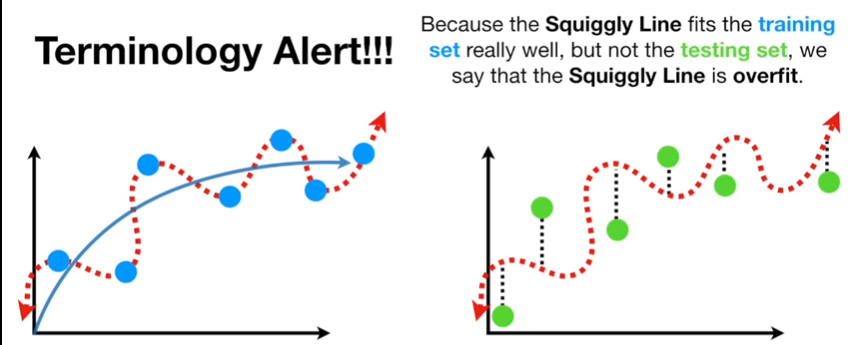 Terminology Alert!!!
Because the Squiggly Line fits the training
set really well, but not the testing set, we
say that the Squiggly Line is overfit.